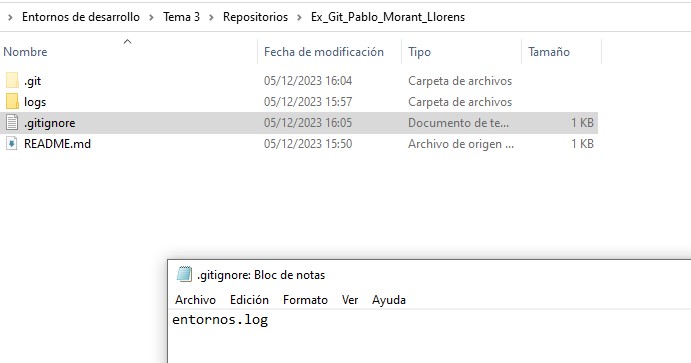 Entornos de desarrollo > Tema 3 > Repositorios > Ex_Git_Pablo_Morant_Llorens
Nombre Fecha de modificación Tipo Tamaño
.git 05/12/2023 16:04 Carpeta de archivos
logs 05/12/2023 15:57 Carpeta de archivos
.gitignore 05/12/2023 16:05 Documento de te... 1 KB
README.md 05/12/2023 15:50 Archivo de origen ... 1 KB
.gitignore: Bloc de notas
Archivo Edición Formato Ver Ayuda
entornos.log